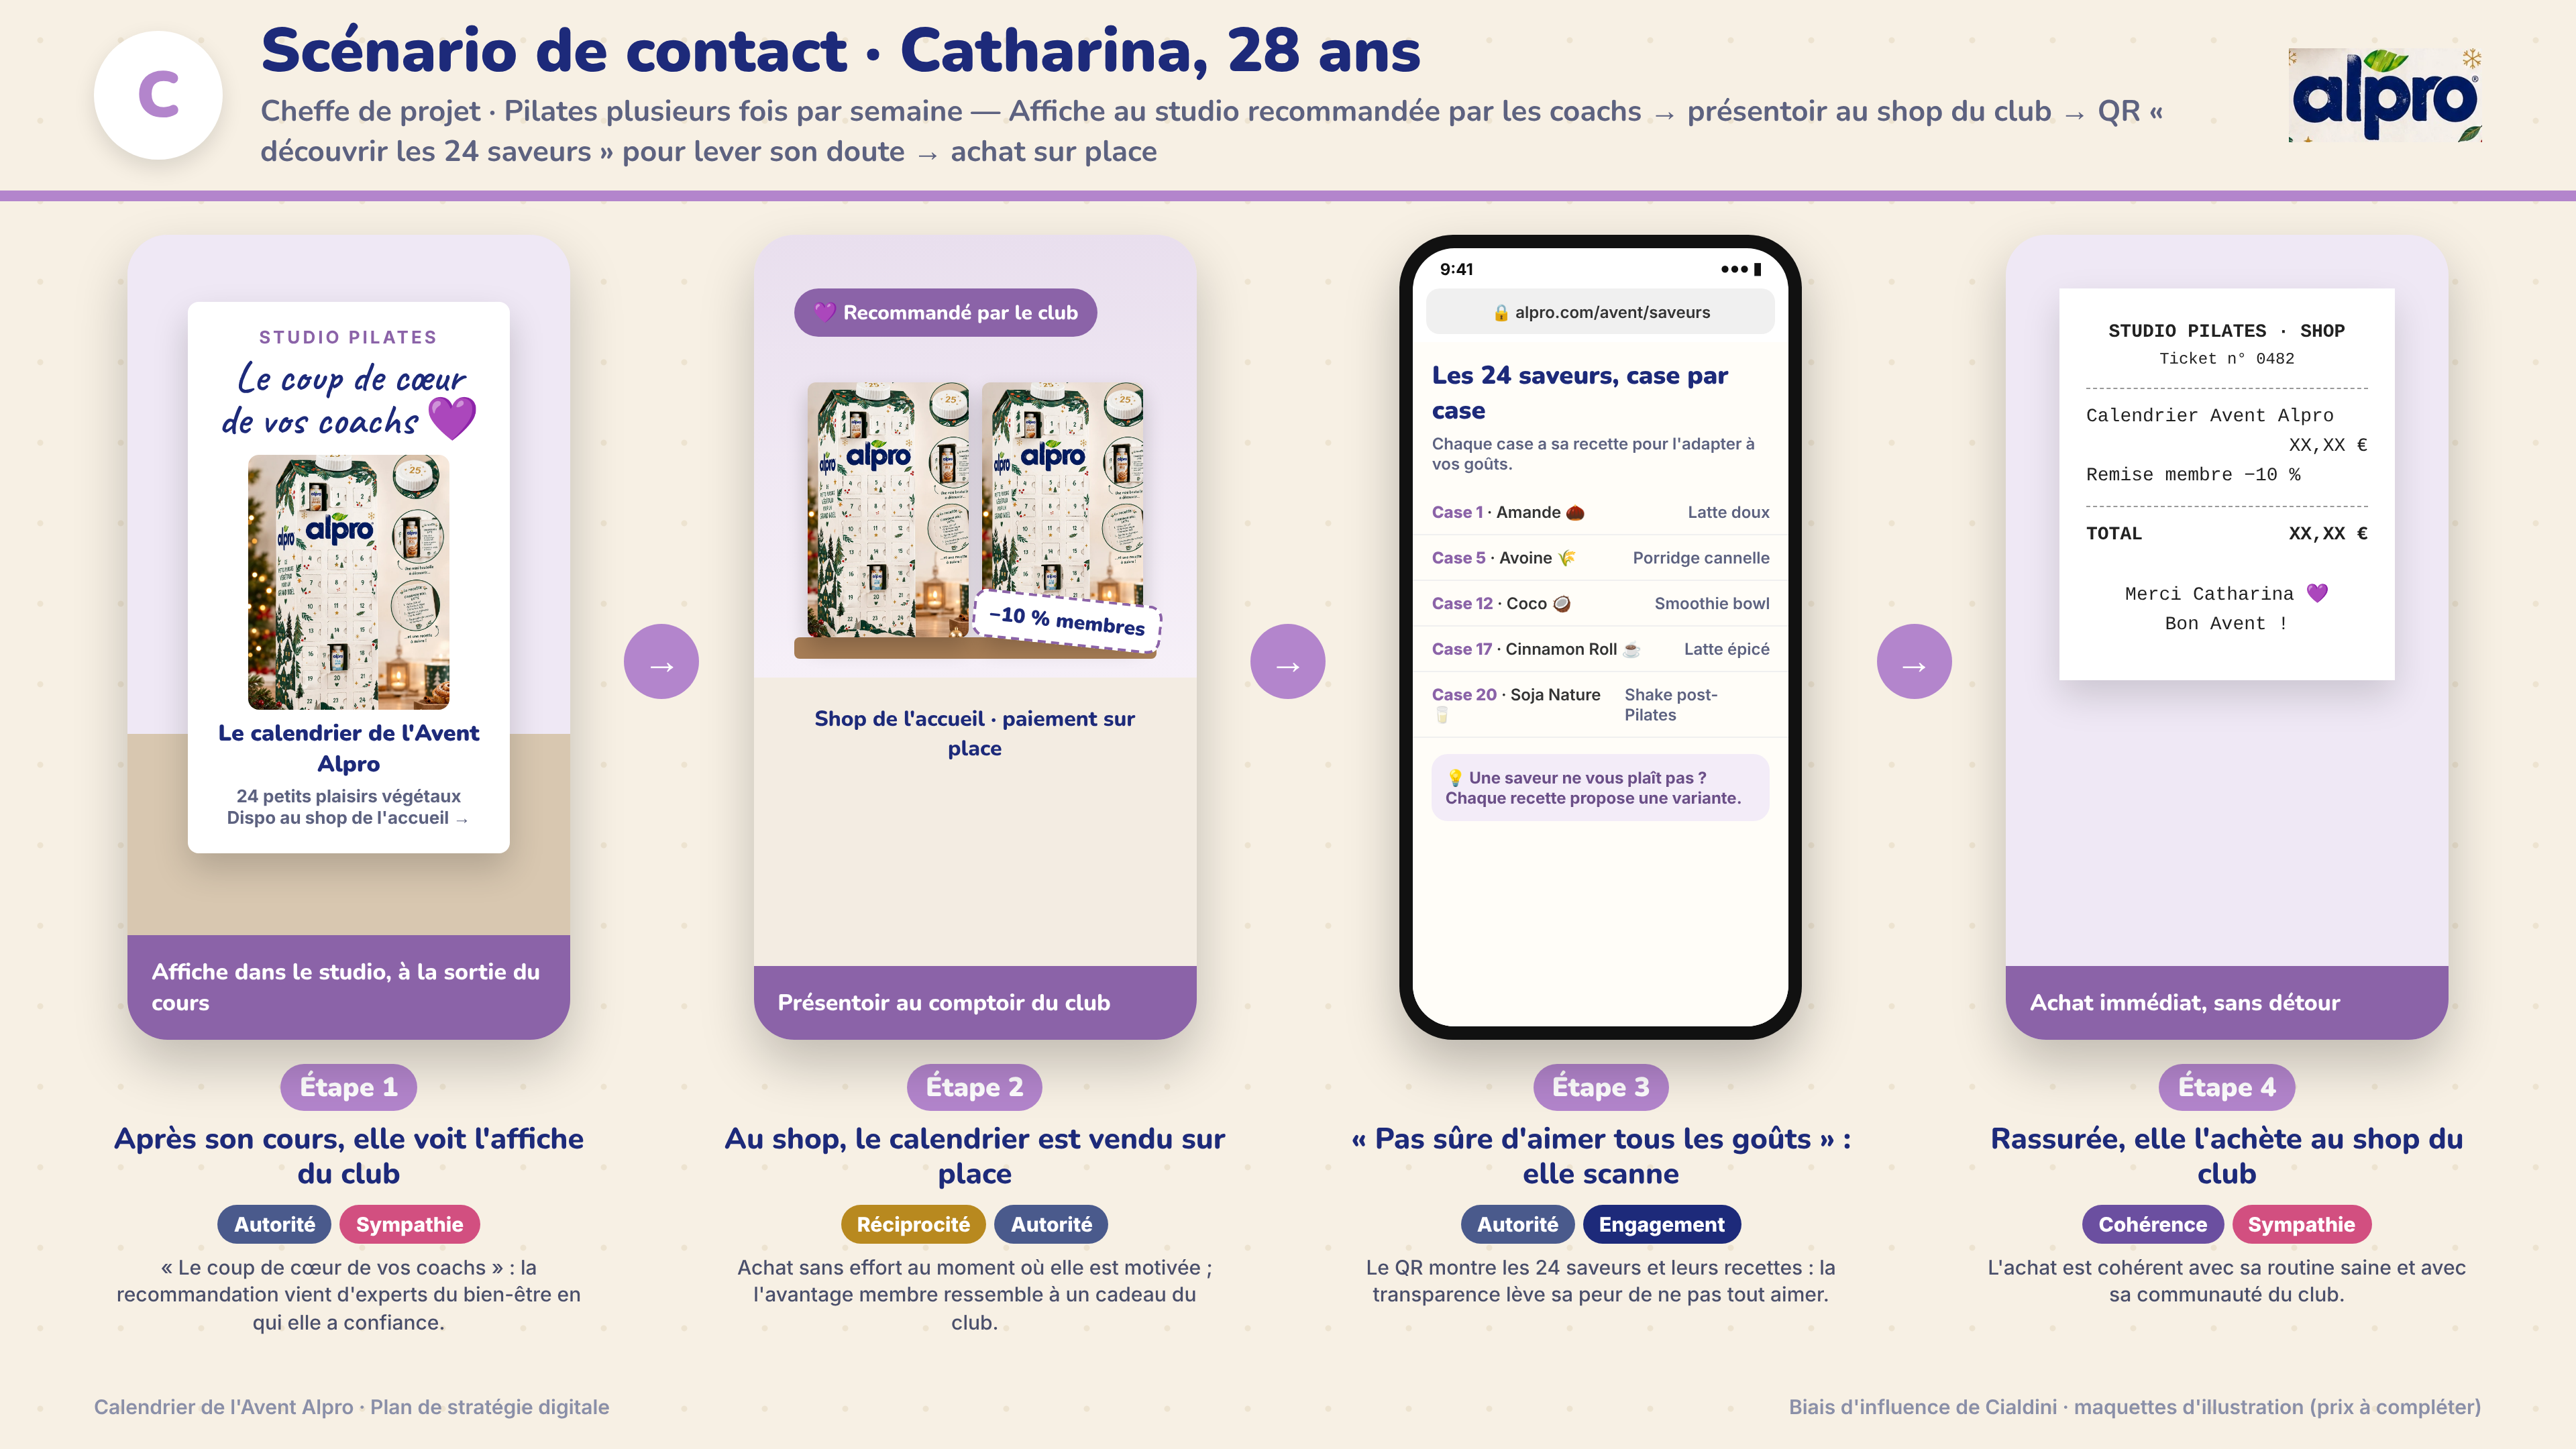 C
Scénario de contact · Catharina, 28 ans
Cheffe de projet · Pilates plusieurs fois par semaine — Affiche au studio recommandée par les coachs → présentoir au shop du club → QR «
découvrir les 24 saveurs » pour lever son doute → achat sur place
alpro
STUDIO PILATES
Le coup de cœur
de vos coachs 💜
alpro
Le calendrier de l'Avent
Alpro
24 petits plaisirs végétaux
Dispo au shop de l'accueil →
Affiche dans le studio, à la sortie du
cours
→
💜 Recommandé par le club
alpro
alpro
−10 % membres
Shop de l'accueil · paiement sur
place
Présentoir au comptoir du club
→
9:41
🔒 alpro.com/avent/saveurs
Les 24 saveurs, case par
case
Chaque case a sa recette pour l'adapter à
vos goûts.
Case 1 · Amande 🌰 Latte doux
Case 5 · Avoine 🌾 Porridge cannelle
Case 12 · Coco 🥥 Smoothie bowl
Case 17 · Cinnamon Roll ☕ Latte épicé
Case 20 · Soja Nature 🥛 Shake post-
Pilates
💡 Une saveur ne vous plaît pas ?
Chaque recette propose une variante.
→
STUDIO PILATES · SHOP
Ticket n° 0482
Calendrier Avent Alpro
XX,XX €
Remise membre −10 %
TOTAL XX,XX €
Merci Catharina 💜
Bon Avent !
Achat immédiat, sans détour
Étape 1
Après son cours, elle voit l'affiche
du club
Autorité Sympathie
« Le coup de cœur de vos coachs » : la
recommandation vient d'experts du bien-être en
qui elle a confiance.
Étape 2
Au shop, le calendrier est vendu sur
place
Réciprocité Autorité
Achat sans effort au moment où elle est motivée ;
l'avantage membre ressemble à un cadeau du
club.
Étape 3
« Pas sûre d'aimer tous les goûts » :
elle scanne
Autorité Engagement
Le QR montre les 24 saveurs et leurs recettes : la
transparence lève sa peur de ne pas tout aimer.
Étape 4
Rassurée, elle l'achète au shop du
club
Cohérence Sympathie
L'achat est cohérent avec sa routine saine et avec
sa communauté du club.
Calendrier de l'Avent Alpro · Plan de stratégie digitale
Biais d'influence de Cialdini · maquettes d'illustration (prix à compléter)